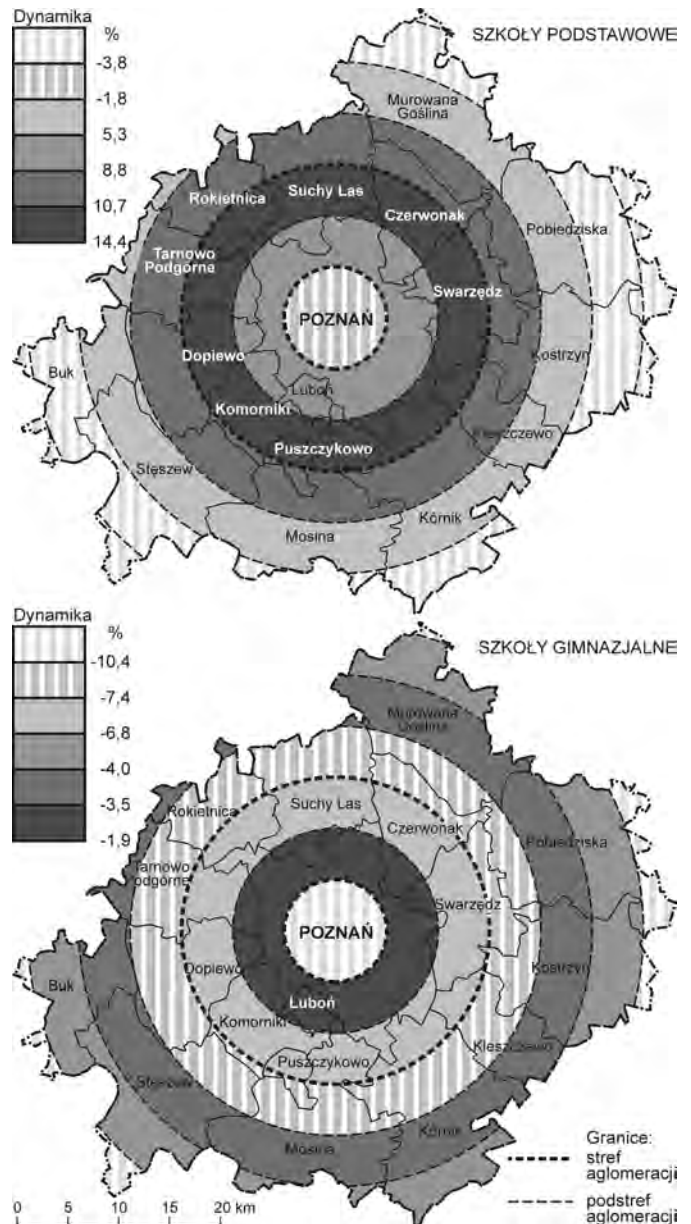 Dynamika
%
-3,8
-1,8
5,3
8,8
10,7
14,4
SZKOŁY PODSTAWOWE
Murowana
Goślina
Rokietnica
Suchy Las
Czerwonak
Pobiedziska
Tarnowo
Podgórne
Swarzędz
POZNAŃ
Dopiewo
Kostrzyn
Buk
Luboń
Komorniki
Kleszczewo
Puszczykowo
Stęszew
Kórnik
Mosina
Dynamika
%
-10,4
-7,4
-6,8
-4,0
-3,5
-1,9
SZKOŁY GIMNAZJALNE
Murowana
Goślina
Rokietnica
Suchy Las
Czerwonak
Pobiedziska
Tarnowo
Podgórne
Swarzędz
POZNAŃ
Dopiewo
Kostrzyn
Buk
Luboń
Komorniki
Kleszczewo
Puszczykowo
Stęszew
Kórnik
Mosina
Granice:
stref
aglomeracji
podstref
aglomeracji
0 5 10 15 20 km